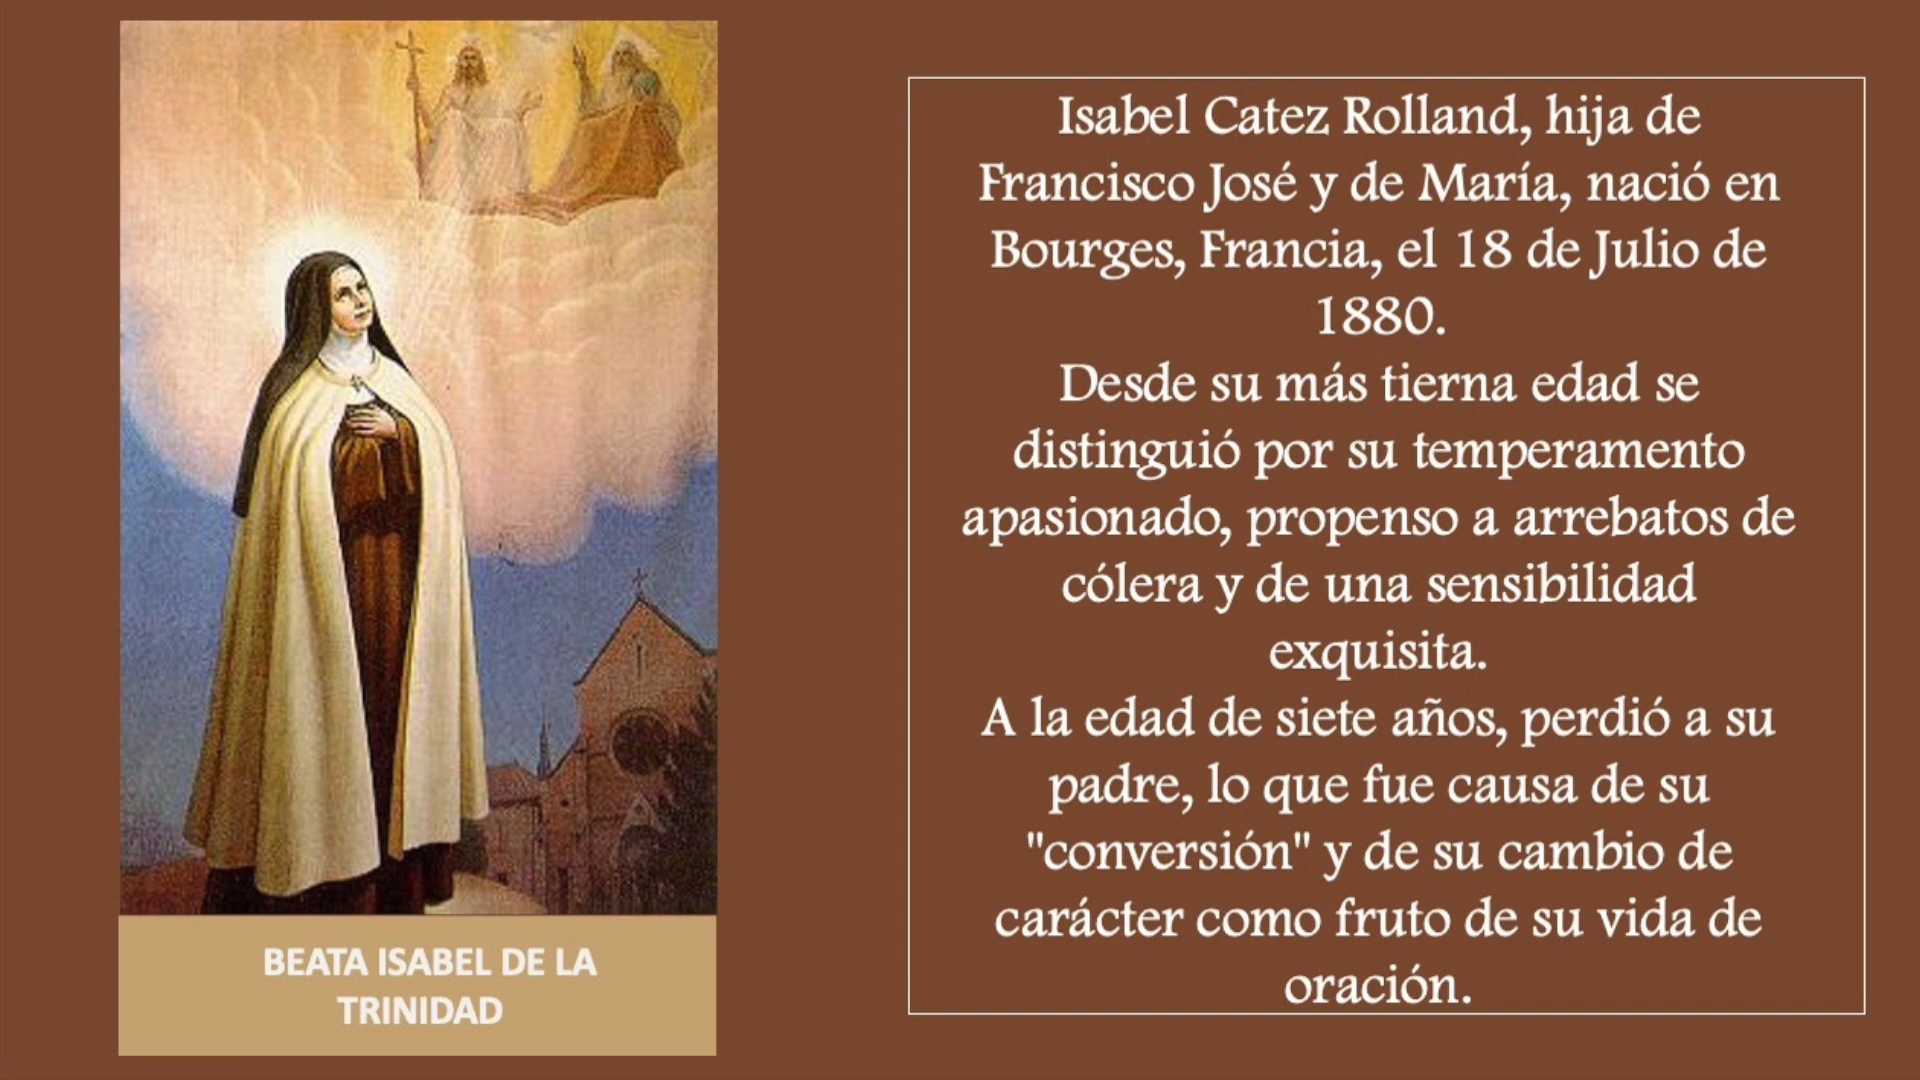 BEATA ISABEL DE LA
TRINIDAD
Isabel Catez Rolland, hija de
Francisco José y de María, nació en
Bourges, Francia, el 18 de Julio de
1880.
Desde su más tierna edad se
distinguió por su temperamento
apasionado, propenso a arrebatos de
cólera y de una sensibilidad
exquisita.
A la edad de siete años, perdió a su
padre, lo que fue causa de su
"conversión" y de su cambio de
carácter como fruto de su vida de
oración.